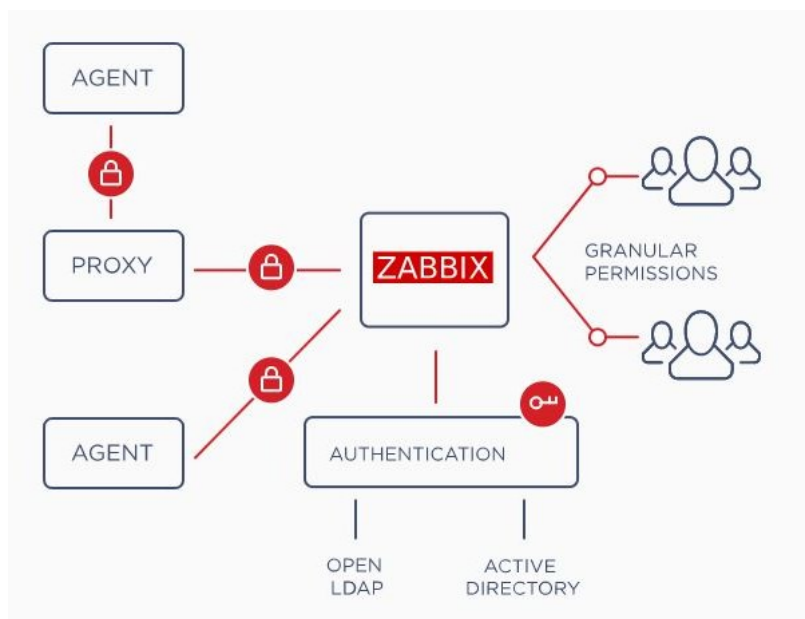 AGENT
PROXY
ZABBIX
GRANULAR
PERMISSIONS
AGENT
AUTHENTICATION
OPEN
LDAP
ACTIVE
DIRECTORY